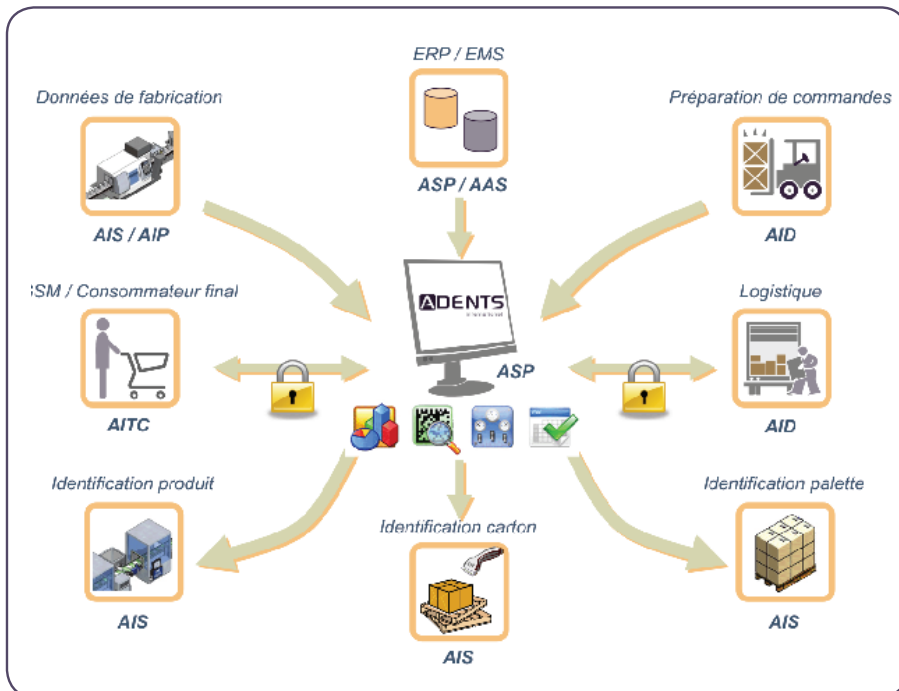 ERP / EMS
Données de fabrication
Préparation de commandes
ASP / AAS
AIS / AIP
AID
SM / Consommateur final
ADENTS
Logistique
ASP
AITC
AID
Identification produit
Identification palette
Identification carton
AIS
AIS
AIS